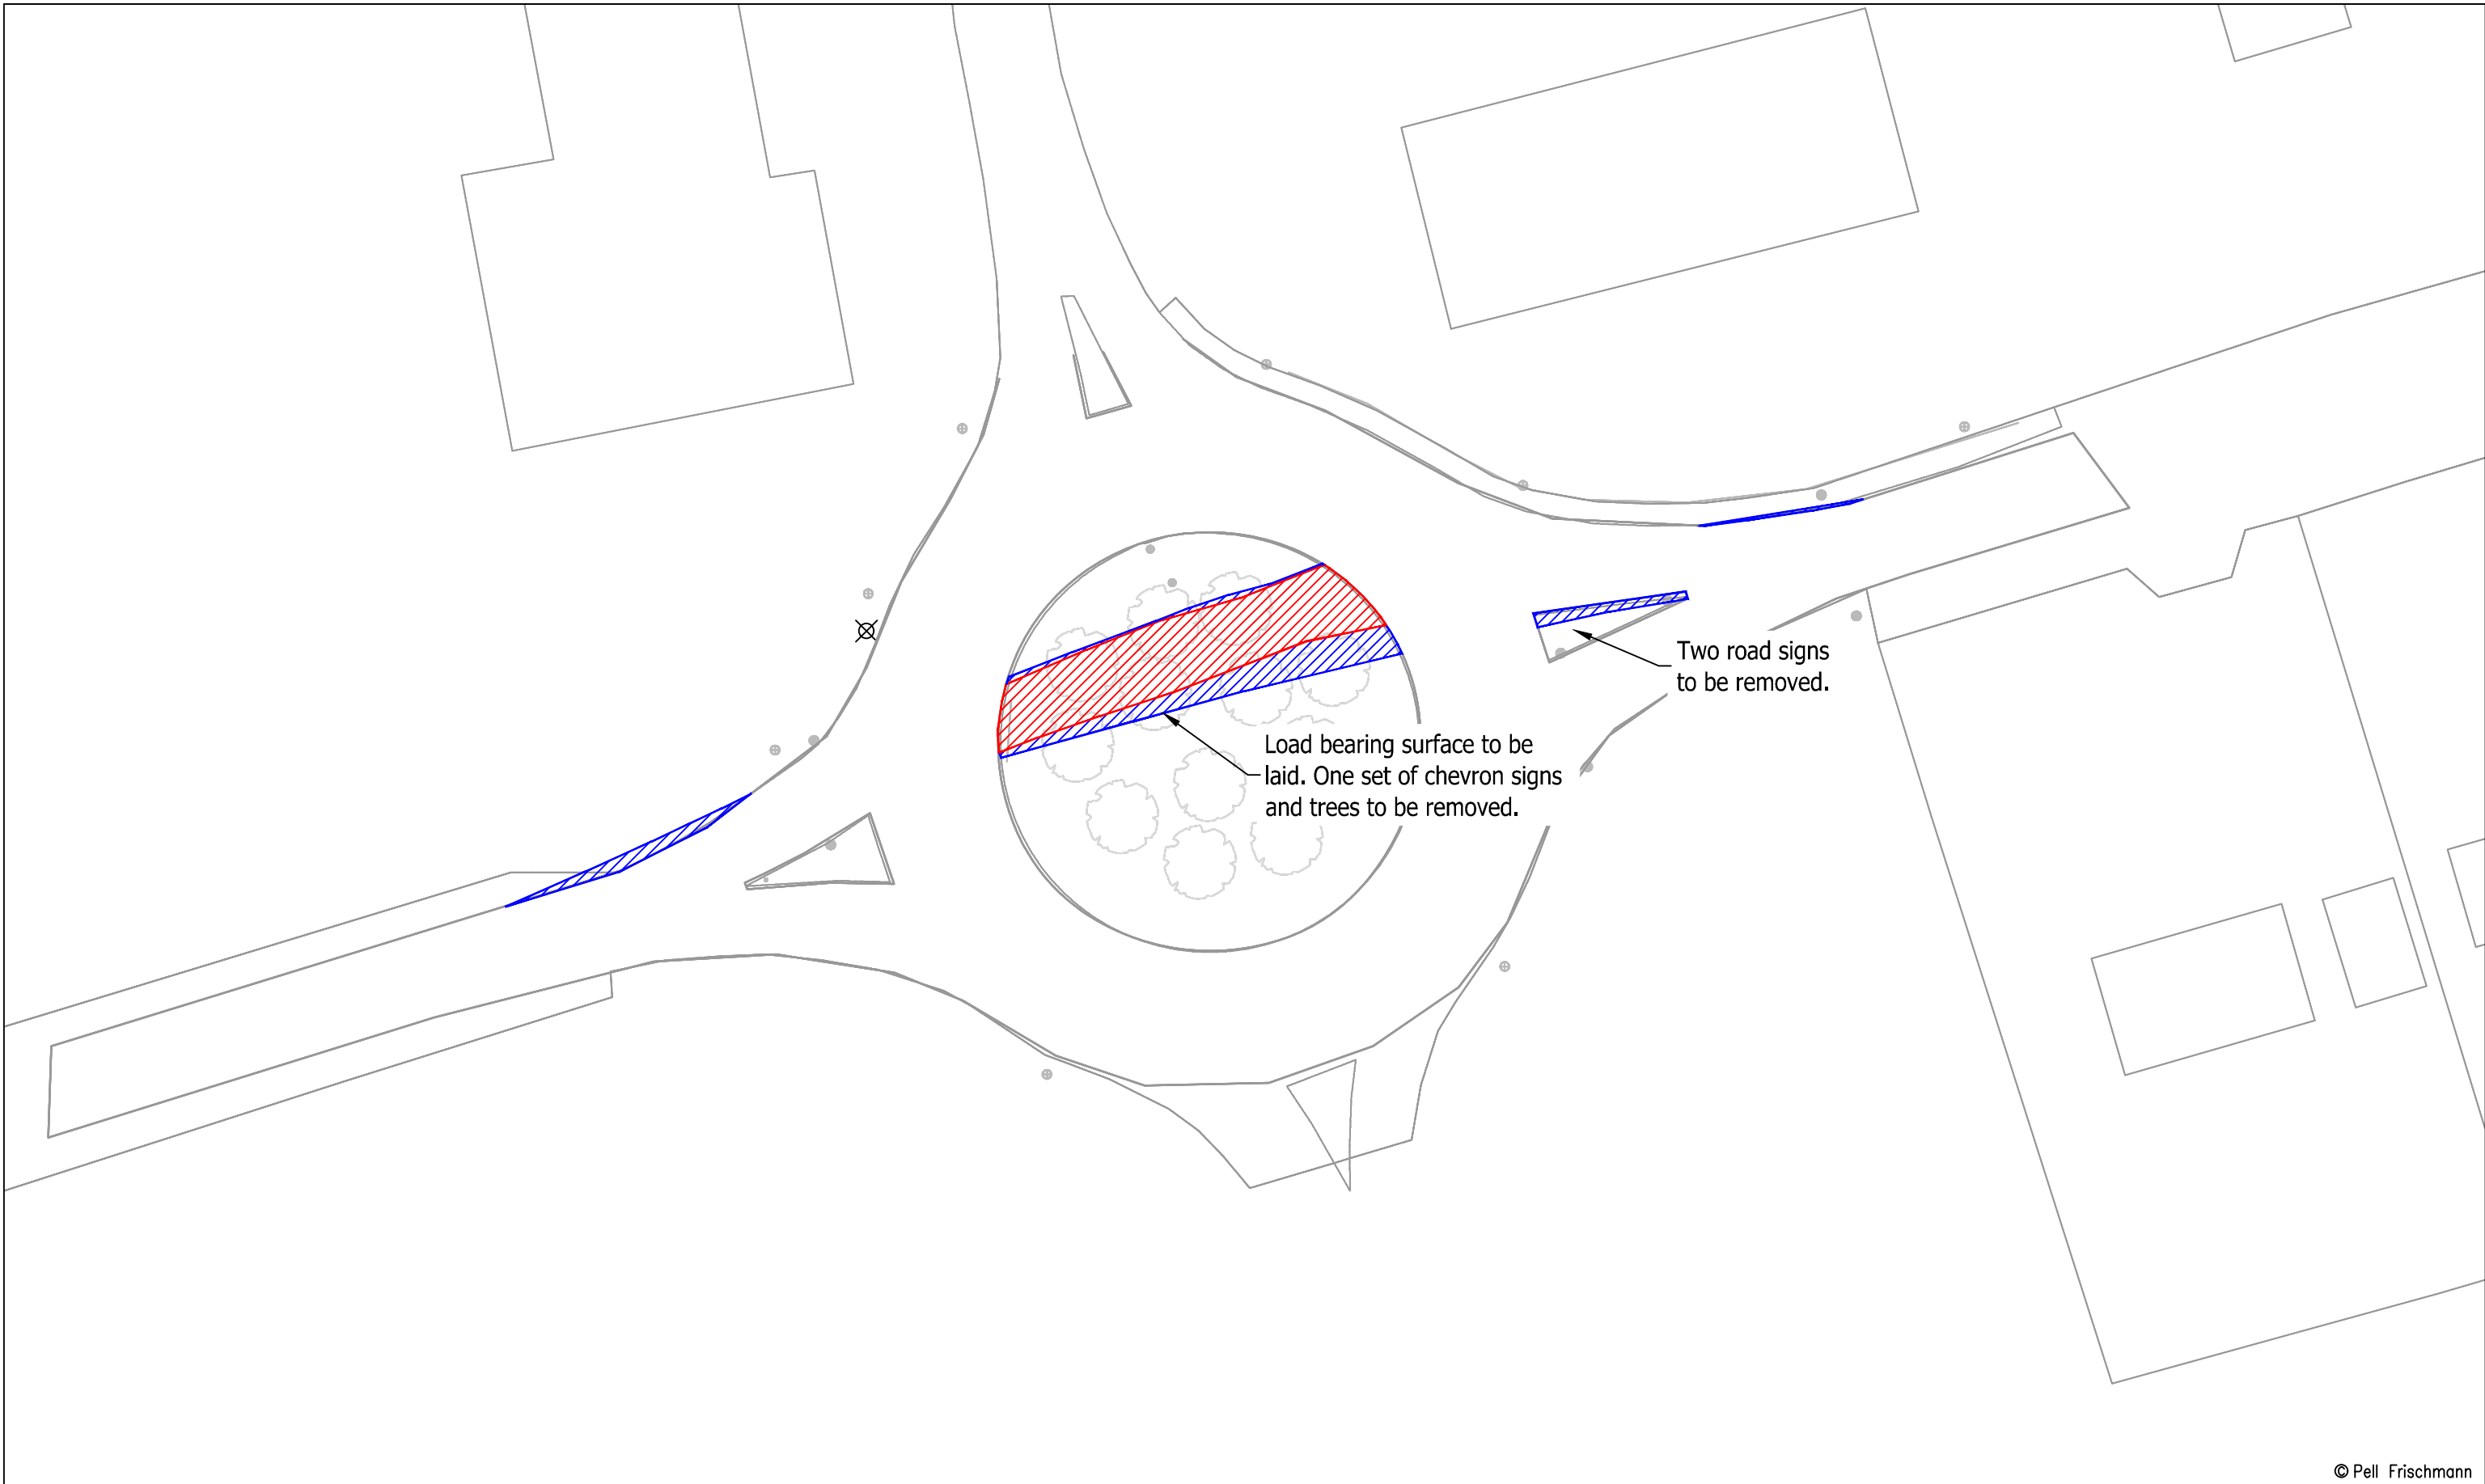 Two road signs
to be removed.
Load bearing surface to be
laid. One set of chevron signs
and trees to be removed.
© Pell Frischmann